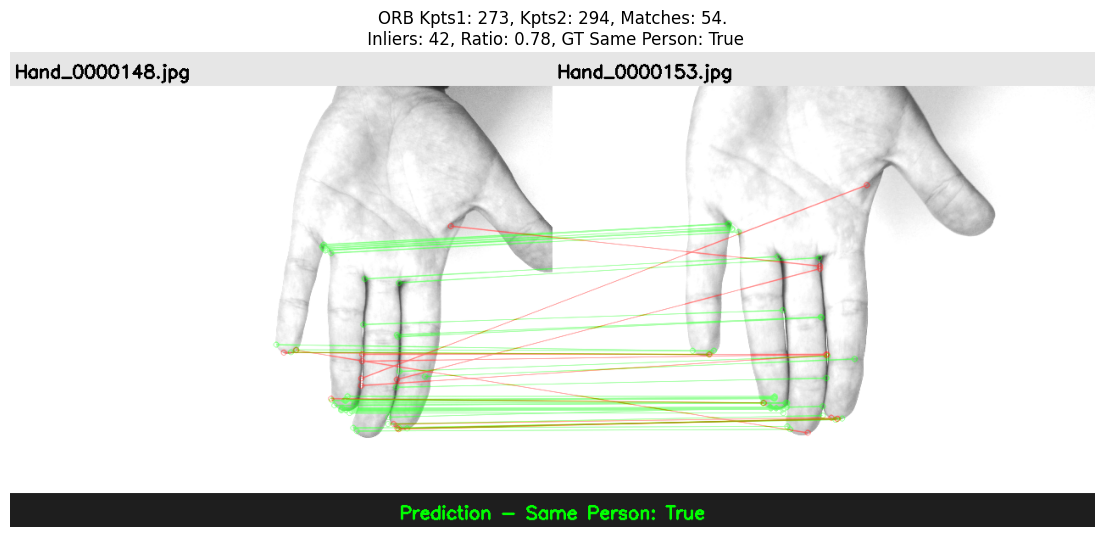 ORB Kpts1: 273, Kpts2: 294, Matches: 54.
Inliers: 42, Ratio: 0.78, GT Same Person: True
Hand_0000148.jpg
Hand_0000153.jpg
Prediction - Same Person: True